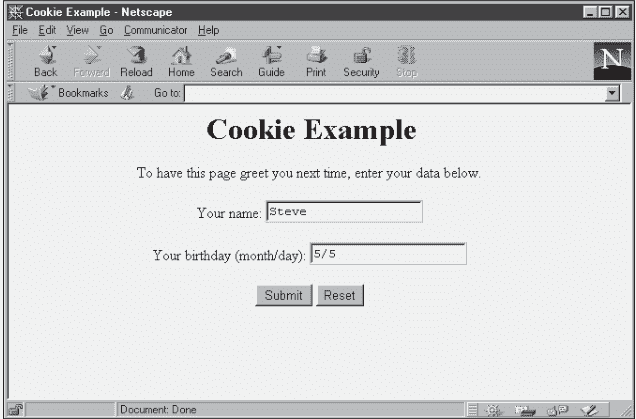 Cookie Example - Netscape
File Edit View Go Communicator Help
Back Forward Reload Home Search Guide Print Security Stop
N
Bookmarks Go to:
Cookie Example
To have this page greet you next time, enter your data below.
Your name: Steve
Your birthday (month/day): 5/5
Submit Reset
Document: Done